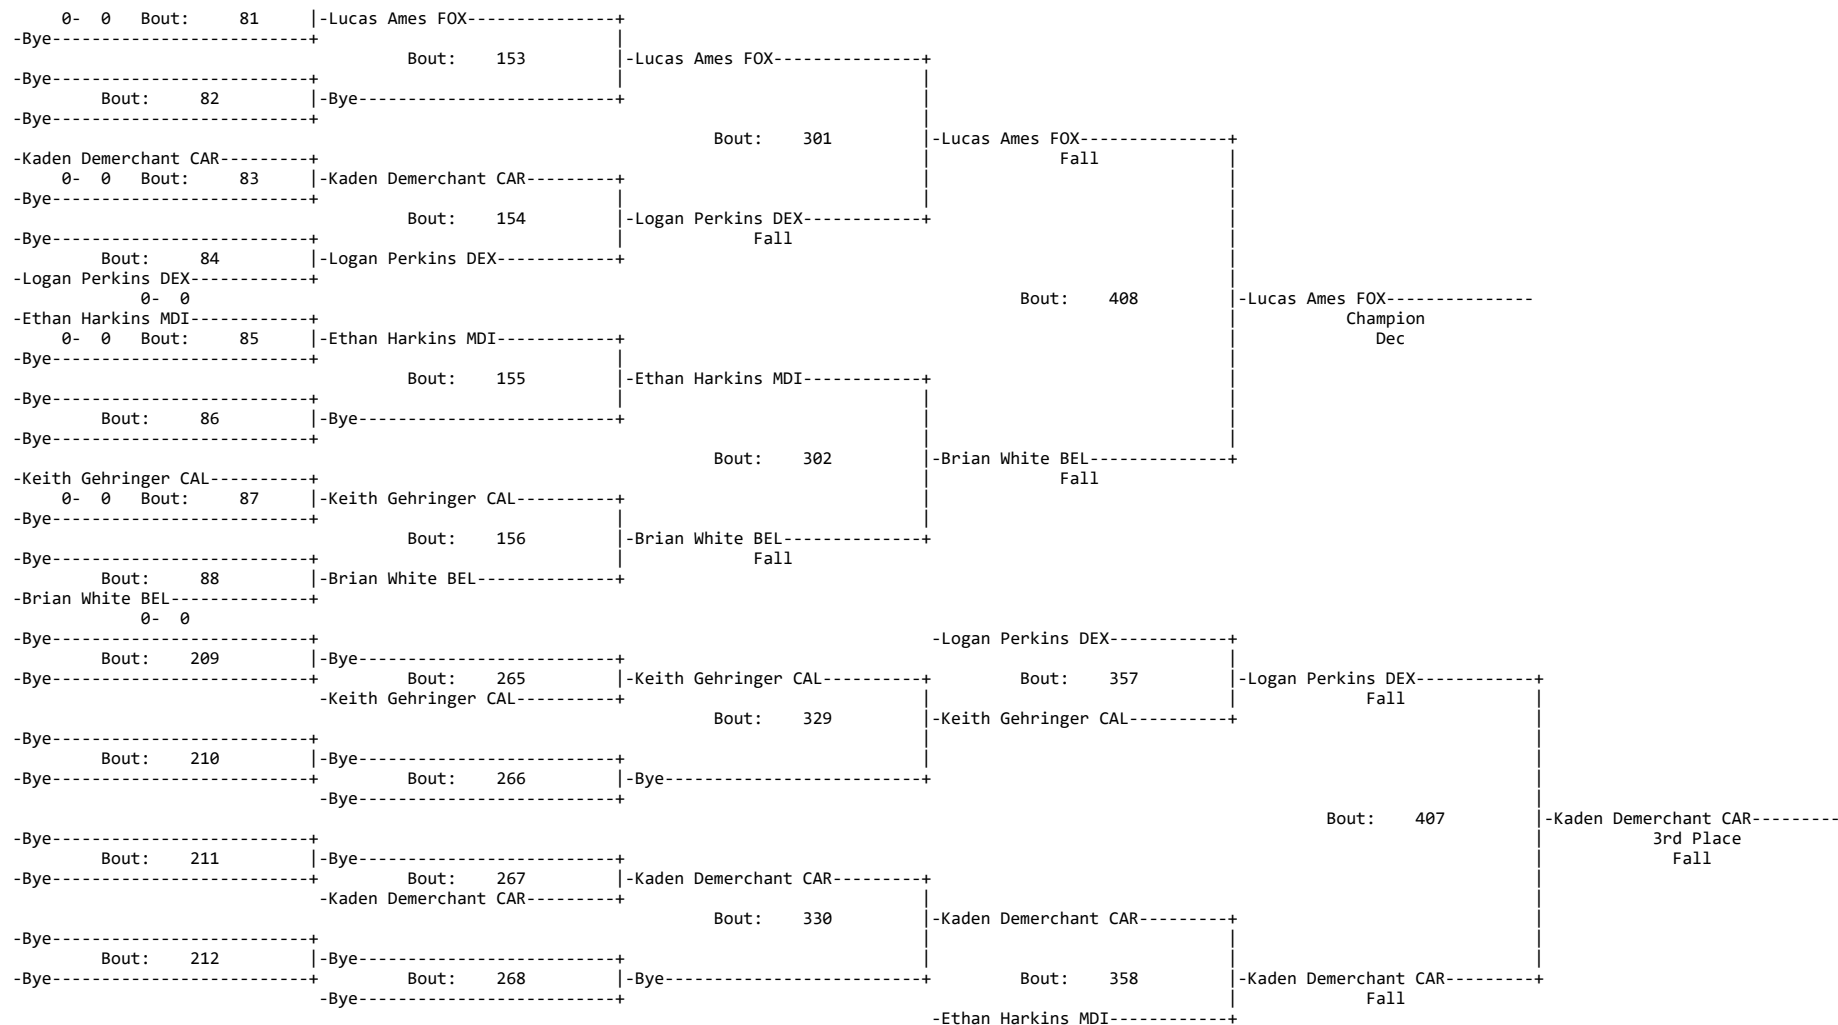 0- 0 Bout: 81 |-Lucas Ames FOX---------------+
-Bye--------------------------+ |
Bout: 153 |-Lucas Ames FOX---------------+
-Bye--------------------------+ | |
Bout: 82 |-Bye--------------------------+ |
-Bye--------------------------+ |
Bout: 301 |-Lucas Ames FOX---------------+
-Kaden Demerchant CAR---------+ | Fall |
0- 0 Bout: 83 |-Kaden Demerchant CAR---------+ | |
-Bye--------------------------+ | | |
Bout: 154 |-Logan Perkins DEX------------+ |
-Bye--------------------------+ | Fall |
Bout: 84 |-Logan Perkins DEX------------+ |
-Logan Perkins DEX------------+ |
0- 0 Bout: 408 |-Lucas Ames FOX---------------
-Ethan Harkins MDI------------+ | Champion
0- 0 Bout: 85 |-Ethan Harkins MDI------------+ | Dec
-Bye--------------------------+ | |
Bout: 155 |-Ethan Harkins MDI------------+ |
-Bye--------------------------+ | | |
Bout: 86 |-Bye--------------------------+ | |
-Bye--------------------------+ | |
Bout: 302 |-Brian White BEL--------------+
-Keith Gehringer CAL----------+ | Fall
0- 0 Bout: 87 |-Keith Gehringer CAL----------+ |
-Bye--------------------------+ | |
Bout: 156 |-Brian White BEL--------------+
-Bye--------------------------+ | Fall
Bout: 88 |-Brian White BEL--------------+
-Brian White BEL--------------+
0- 0
-Bye--------------------------+ -Logan Perkins DEX------------+
Bout: 209 |-Bye--------------------------+ |
-Bye--------------------------+ Bout: 265 |-Keith Gehringer CAL----------+ Bout: 357 |-Logan Perkins DEX------------+
-Keith Gehringer CAL----------+ | | Fall |
Bout: 329 |-Keith Gehringer CAL----------+ |
-Bye--------------------------+ | |
Bout: 210 |-Bye--------------------------+ | |
-Bye--------------------------+ Bout: 266 |-Bye--------------------------+ |
-Bye--------------------------+ |
Bout: 407 |-Kaden Demerchant CAR---------
-Bye--------------------------+ | 3rd Place
Bout: 211 |-Bye--------------------------+ | Fall
-Bye--------------------------+ Bout: 267 |-Kaden Demerchant CAR---------+ |
-Kaden Demerchant CAR---------+ | |
Bout: 330 |-Kaden Demerchant CAR---------+ |
-Bye--------------------------+ | | |
Bout: 212 |-Bye--------------------------+ | | |
-Bye--------------------------+ Bout: 268 |-Bye--------------------------+ Bout: 358 |-Kaden Demerchant CAR---------+
-Bye--------------------------+ | Fall
-Ethan Harkins MDI------------+